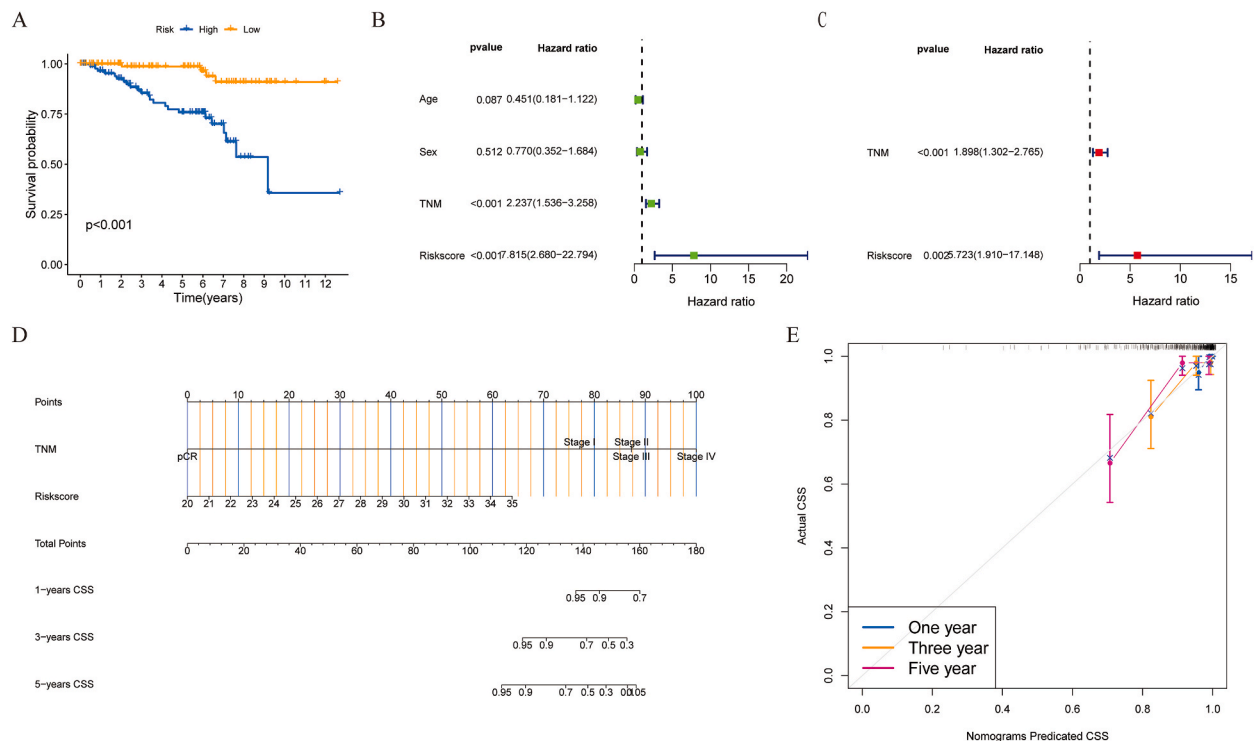 A
Risk High Low
Survival probability
1.00
0.75
0.50
0.25
0.00
p<0.001
0 1 2 3 4 5 6 7 8 9 10 11 12
Time(years)
B
pvalue Hazard ratio
Age 0.087 0.451(0.181−1.122)
Sex 0.512 0.770(0.352−1.684)
TNM <0.001 2.237(1.536−3.258)
Riskscore <0.001 7.815(2.680−22.794)
0 5 10 15 20
Hazard ratio
C
pvalue Hazard ratio
TNM <0.001 1.898(1.302−2.765)
Riskscore 0.002 5.723(1.910−17.148)
0 5 10 15
Hazard ratio
D
Points 0 10 20 30 40 50 60 70 80 90 100
Stage I Stage II
TNM
pCR Stage III Stage IV
Riskscore
20 21 22 23 24 25 26 27 28 29 30 31 32 33 34 35
Total Points
0 20 40 60 80 100 120 140 160 180
1−years CSS
0.95 0.9 0.7
3−years CSS
0.95 0.9 0.7 0.5 0.3
5−years CSS
0.95 0.9 0.7 0.5 0.3
E
Actual CSS
1.0
0.8
0.6
0.4
0.2
0.0
One year
Three year
Five year
0.0 0.2 0.4 0.6 0.8 1.0
Nomograms Predicated CSS